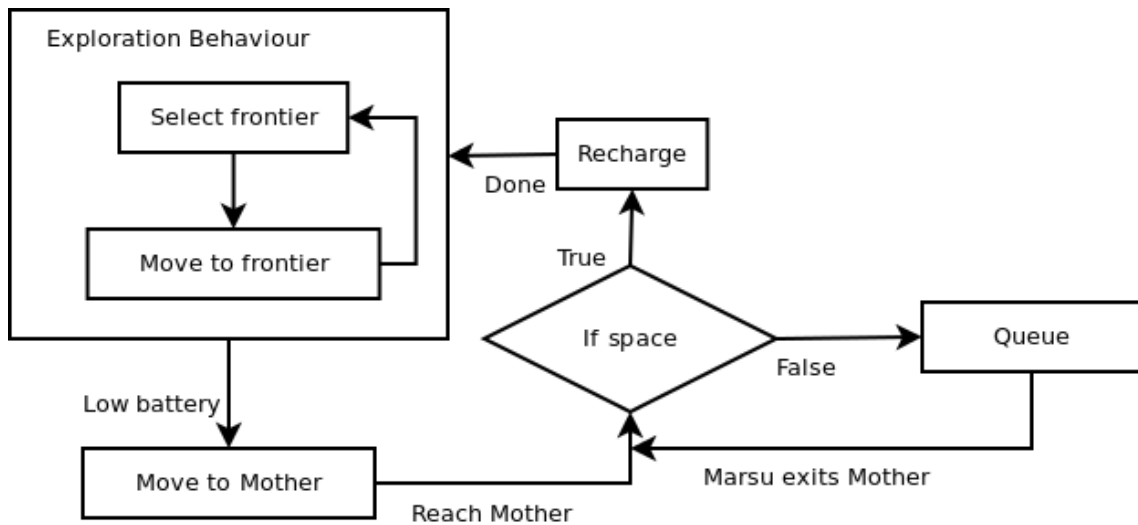 Exploration Behaviour
Select frontier
Move to frontier
Recharge
Done
True
If space
False
Queue
Low battery
Move to Mother
Reach Mother
Marsu exits Mother